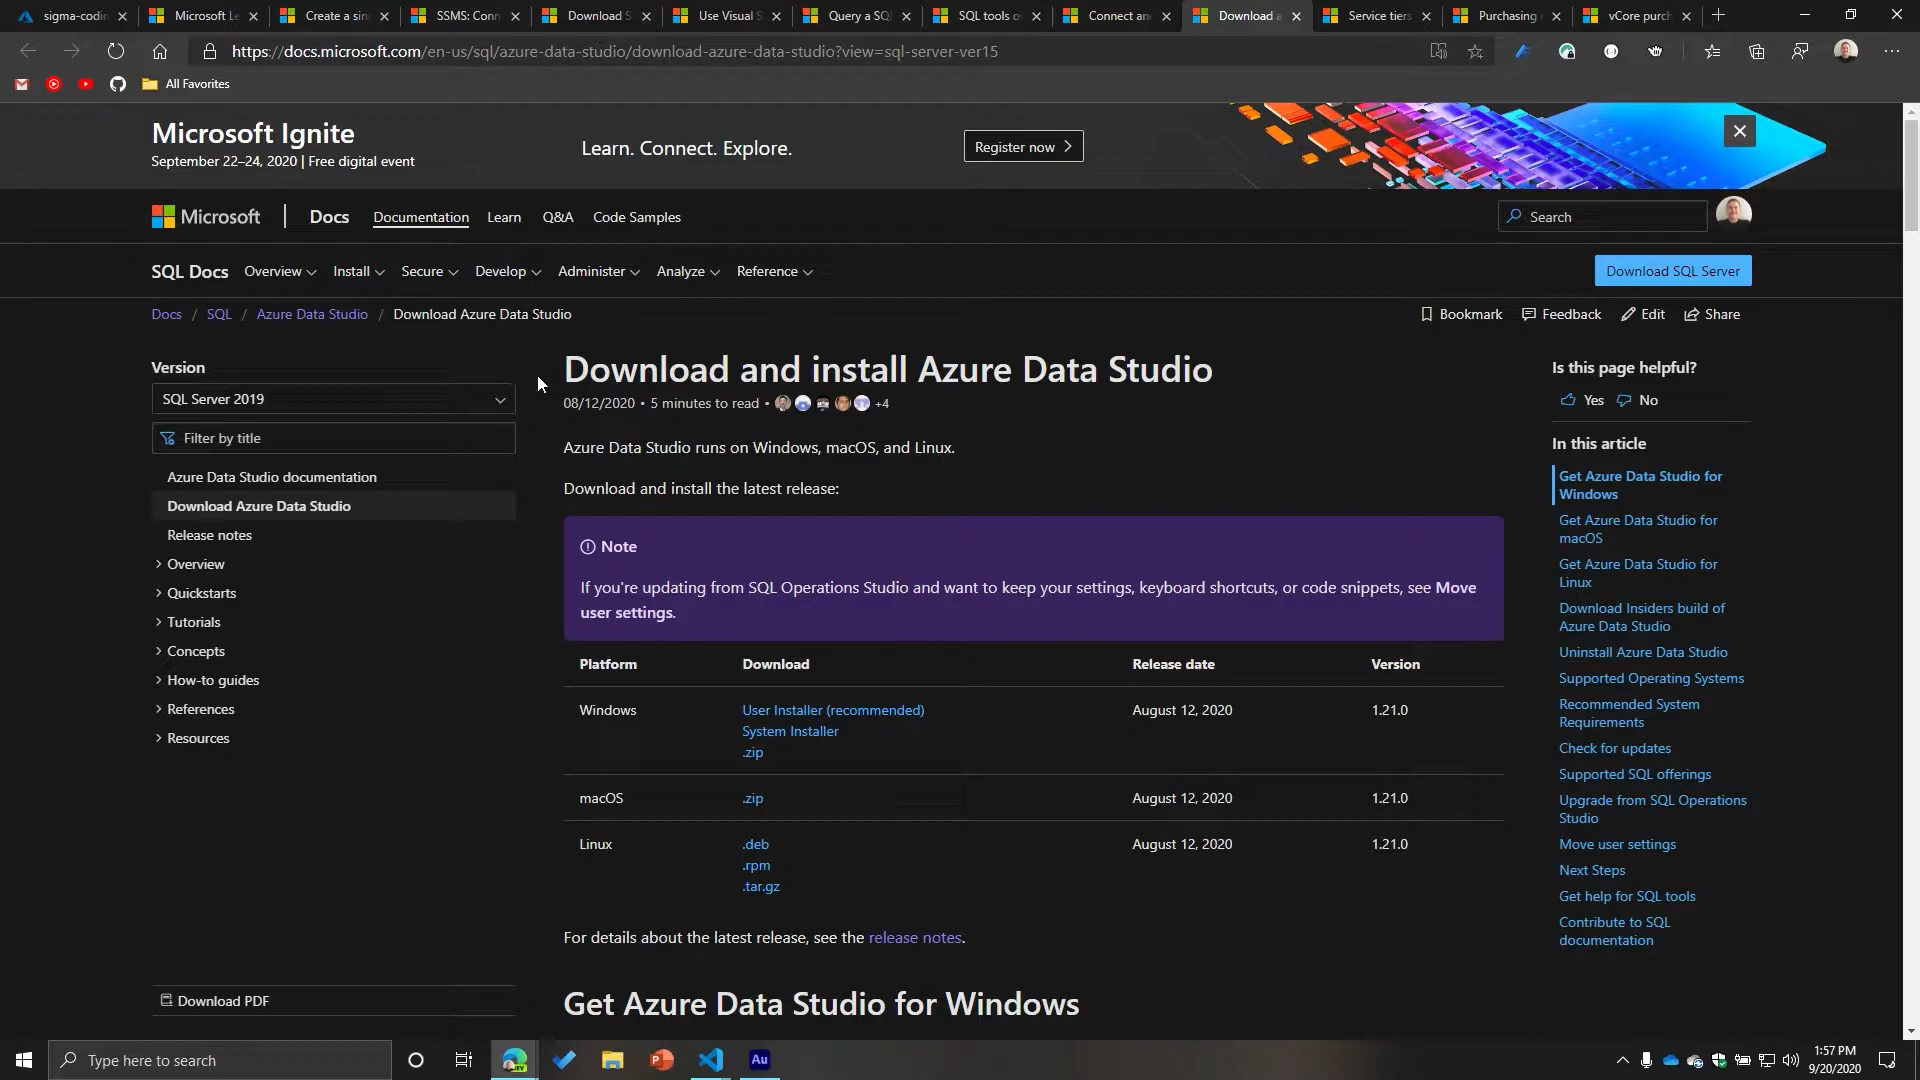 sigma-codin
Microsoft Le
Create a sin
SSMS: Conn
Download S
Use Visual S
Query a SQ
SQL tools o
Connect an
Download a
Service tiers
Purchasing
vCore purch
https://docs.microsoft.com/en-us/sql/azure-data-studio/download-azure-data-studio?view=sql-server-ver15
All Favorites
Microsoft Ignite
September 22–24, 2020 | Free digital event
Learn. Connect. Explore.
Register now
Microsoft
Docs
Documentation
Learn
Q&A
Code Samples
Search
SQL Docs
Overview
Install
Secure
Develop
Administer
Analyze
Reference
Download SQL Server
Docs / SQL / Azure Data Studio / Download Azure Data Studio
Bookmark
Feedback
Edit
Share
Version
SQL Server 2019
Filter by title
Azure Data Studio documentation
Download Azure Data Studio
Release notes
Overview
Quickstarts
Tutorials
Concepts
How-to guides
References
Resources
Download PDF
Download and install Azure Data Studio
08/12/2020 • 5 minutes to read • +4
Azure Data Studio runs on Windows, macOS, and Linux.
Download and install the latest release:
Note
If you're updating from SQL Operations Studio and want to keep your settings, keyboard shortcuts, or code snippets, see Move
user settings.
Platform Download Release date Version
Windows User Installer (recommended) August 12, 2020 1.21.0
System Installer
.zip
macOS .zip August 12, 2020 1.21.0
Linux .deb August 12, 2020 1.21.0
.rpm
.tar.gz
For details about the latest release, see the release notes.
Get Azure Data Studio for Windows
Is this page helpful?
Yes No
In this article
Get Azure Data Studio for
Windows
Get Azure Data Studio for
macOS
Get Azure Data Studio for
Linux
Download Insiders build of
Azure Data Studio
Uninstall Azure Data Studio
Supported Operating Systems
Recommended System
Requirements
Check for updates
Supported SQL offerings
Upgrade from SQL Operations
Studio
Move user settings
Next Steps
Get help for SQL tools
Contribute to SQL
documentation
Type here to search
Au
1:57 PM
9/20/2020